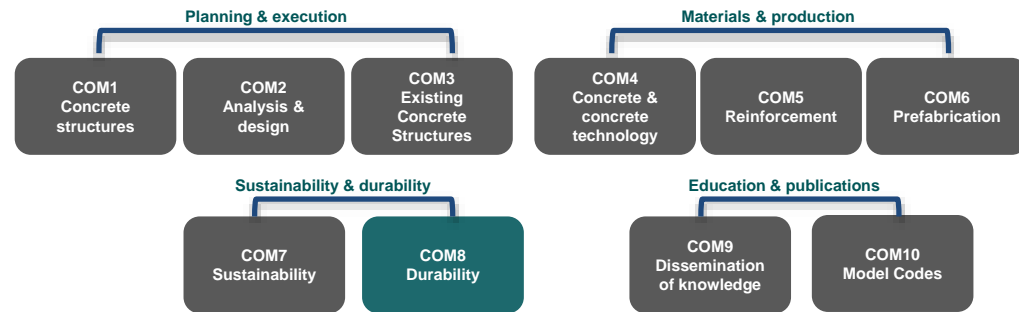 Planning & execution
Materials & production
COM1
Concrete
structures
COM2
Analysis &
design
COM3
Existing
Concrete
Structures
COM4
Concrete &
concrete
technology
COM5
Reinforcement
COM6
Prefabrication
Sustainability & durability
Education & publications
COM7
Sustainability
COM8
Durability
COM9
Dissemination
of knowledge
COM10
Model Codes